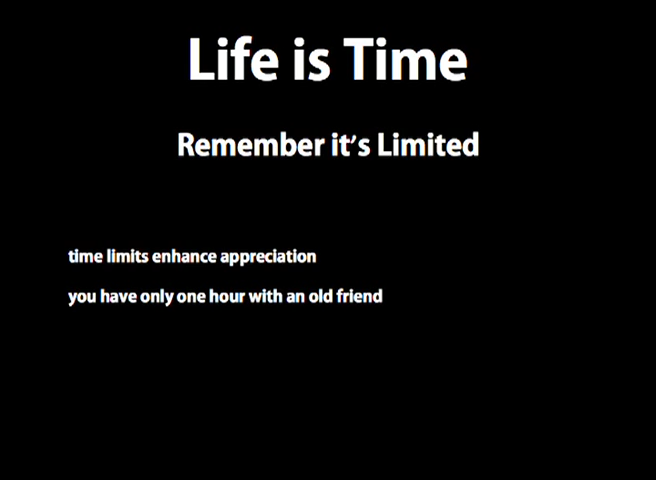 Life is Time
Remember it's Limited
time limits enhance appreciation
you have only one hour with an old friend